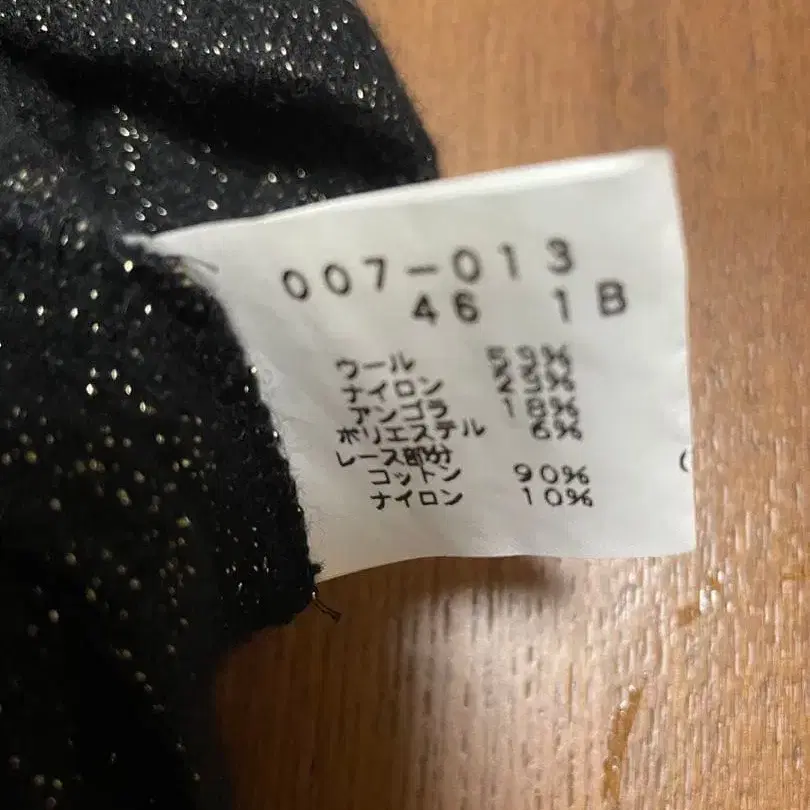 007-013
46 1B
ウール 53%
ナイロン 23%
アンゴラ 18%
ポリエステル 6%
レース部分
コットン 90%
ナイロン 10%